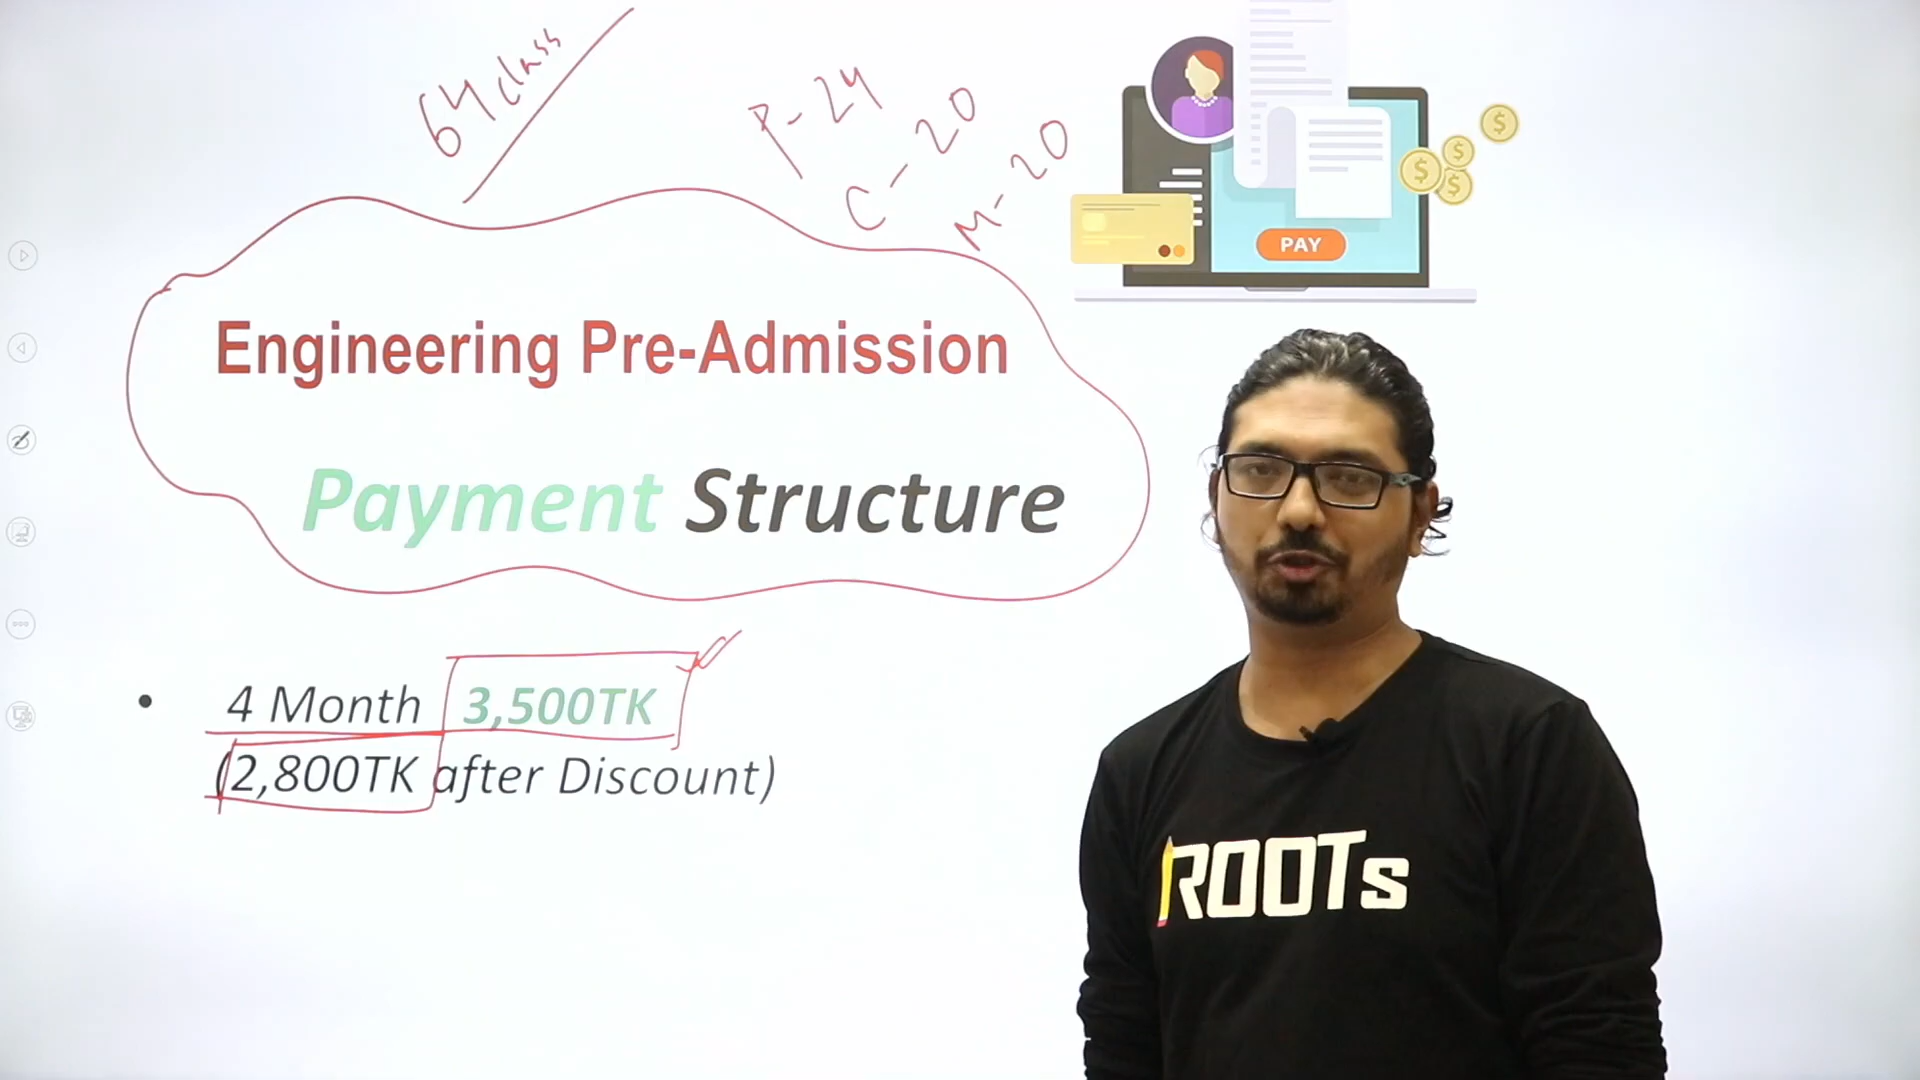 64 class
P-24
C-20
M-20
PAY
Engineering Pre-Admission
Payment Structure
• 4 Month 3,500TK
(2,800TK after Discount)
ROOTs